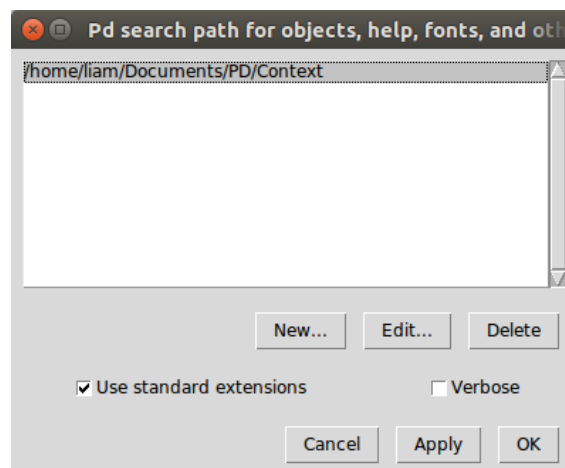 Pd search path for objects, help, fonts, and oth
/home/liam/Documents/PD/Context
New... Edit... Delete
Use standard extensions Verbose
Cancel Apply OK